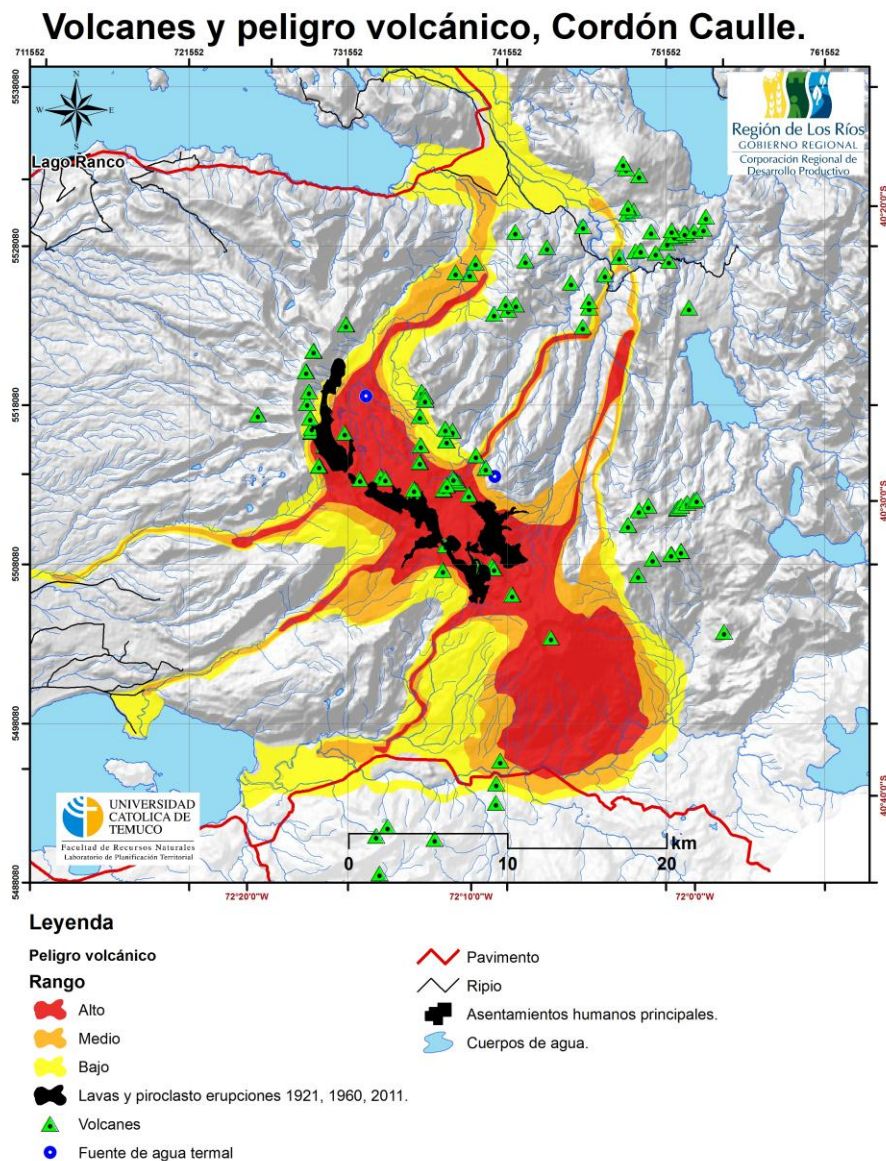 Volcanes y peligro volcánico, Cordón Caulle.
711552 721552 731552 741552 751552 761552
5538080
N
W E
S
Región de Los Ríos
GOBIERNO REGIONAL
Corporación Regional de
Desarrollo Productivo
Lago Ranco
40°20'0"S
5528080
5518080
40°30'0"S
5508080
5498080
40°40'0"S
UNIVERSIDAD
CATOLICA DE
TEMUCO
Facultad de Recursos Naturales
Laboratorio de Planificación Territorial
km
0 10 20
5488080
72°20'0"W 72°10'0"W 72°0'0"W
Leyenda
Peligro volcánico
Rango
Alto
Medio
Bajo
Lavas y piroclasto erupciones 1921, 1960, 2011.
Volcanes
Fuente de agua termal
Pavimento
Ripio
Asentamientos humanos principales.
Cuerpos de agua.